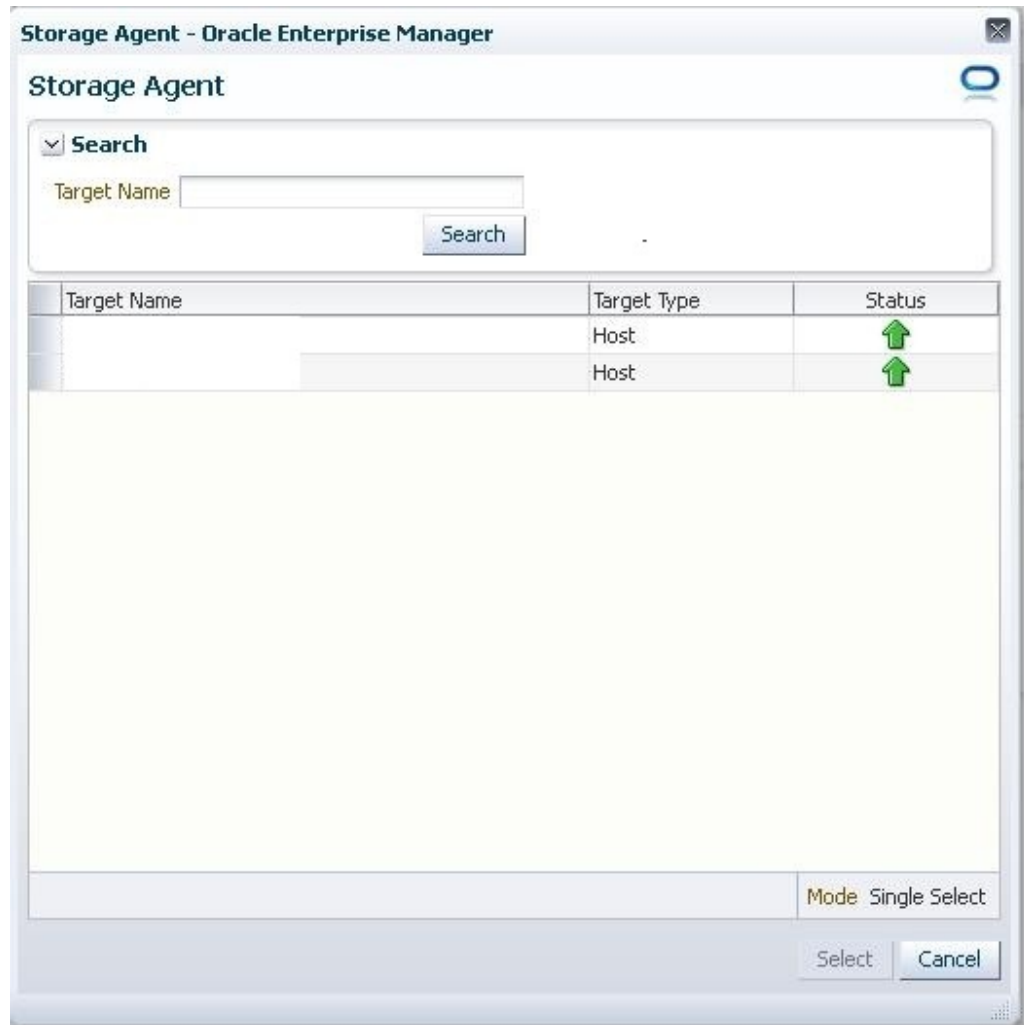 Storage Agent - Oracle Enterprise Manager
Storage Agent
Search
Target Name
Search
Target Name Target Type Status
Host
Host
Mode Single Select
Select Cancel